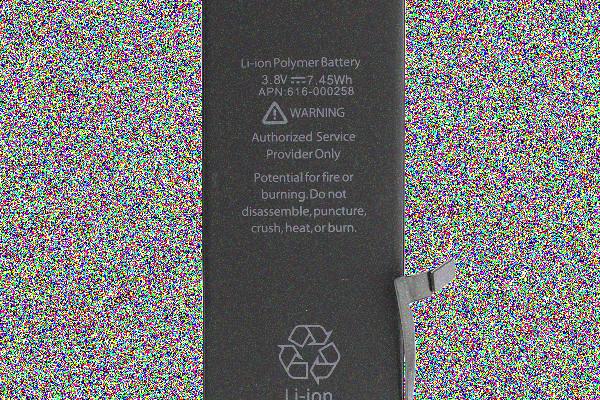 Li-ion Polymer Battery
3.8V⎓7.45Wh
APN:616-000258
WARNING
Authorized Service
Provider Only
Potential for fire or
burning. Do not
disassemble, puncture,
crush, heat, or burn.
Li-ion